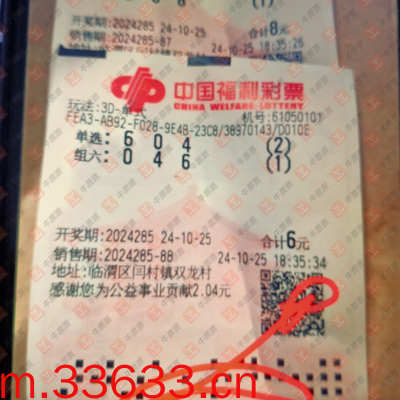 合计8元
开奖期:2024285 24-10-25
销售期:2024285-87 24-10-25 18:35:26
中国福利彩票
CHINA WELFARE LOTTERY
玩法:3D-单式
机号:61050101
FEA3-AB92-F028-9E4B-23C8/38970143/D010E
单选: 6 0 4 (2)
组六: 0 4 6 (1)
开奖期:2024285 24-10-25 合计6元
销售期:2024285-88 24-10-25 18:35:34
地址:临渭区闫村镇双龙村
感谢您为公益事业贡献2.04元
m.33633.cn